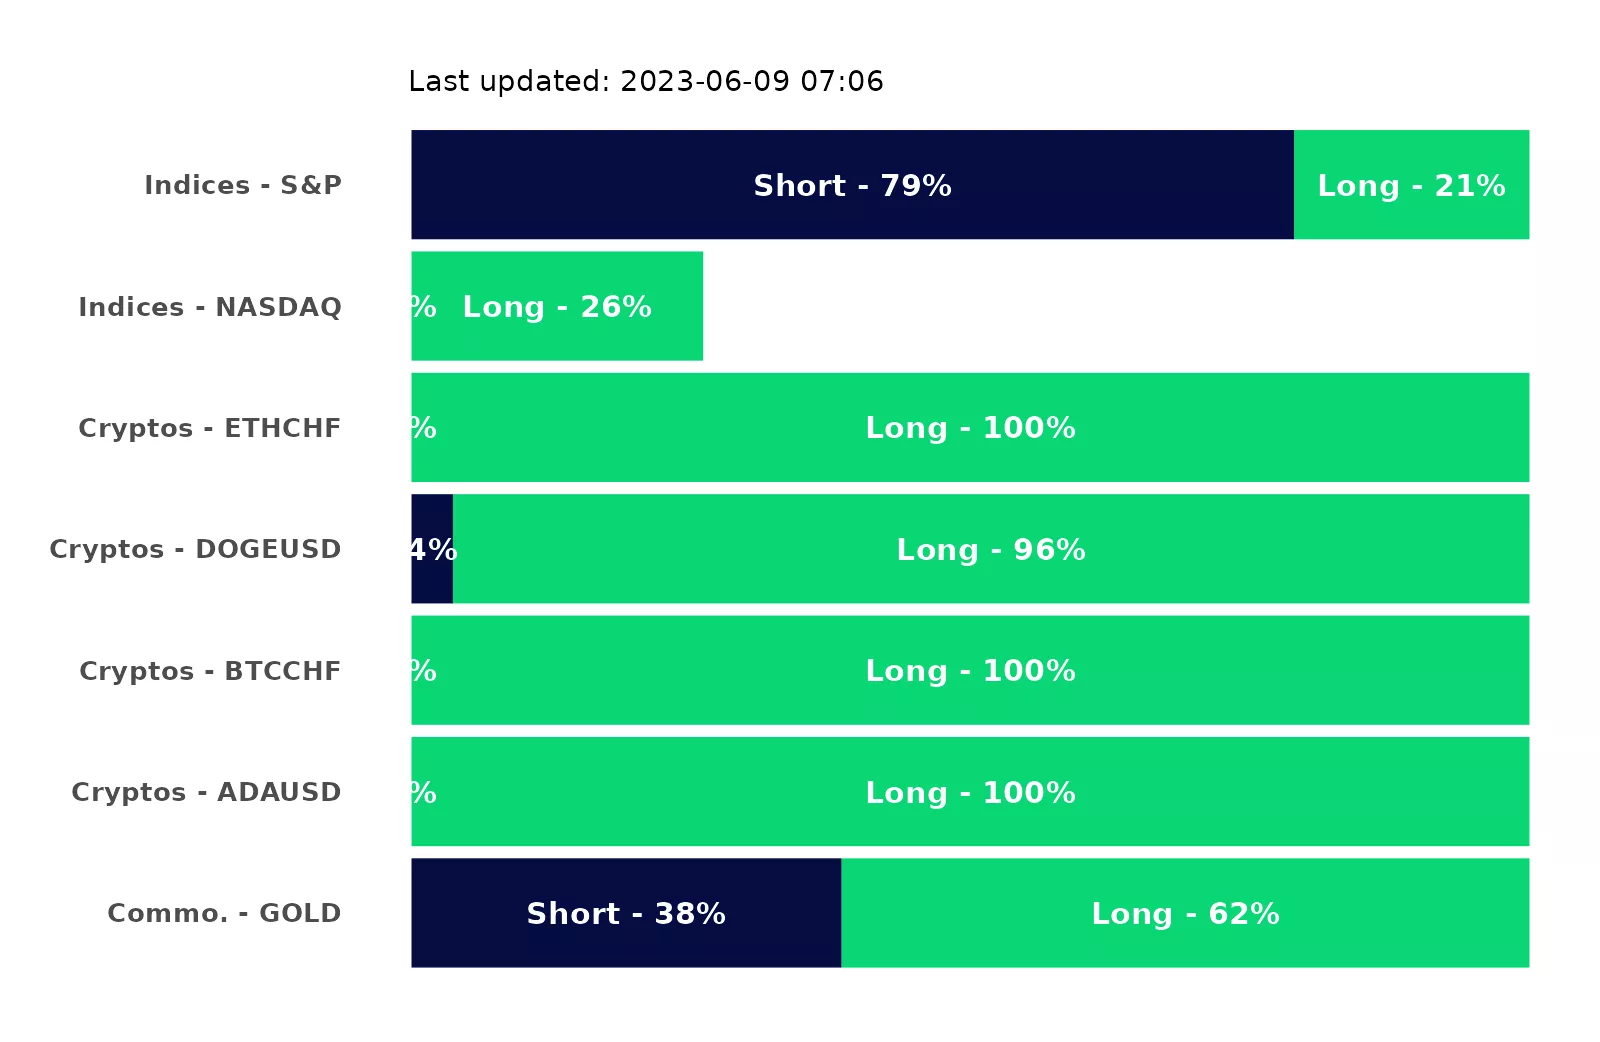 Last updated: 2023-06-09 07:06
Indices - S&P Short - 79% Long - 21%
Indices - NASDAQ % Long - 26%
Cryptos - ETHCHF % Long - 100%
Cryptos - DOGEUSD 4% Long - 96%
Cryptos - BTCCHF % Long - 100%
Cryptos - ADAUSD % Long - 100%
Commo. - GOLD Short - 38% Long - 62%